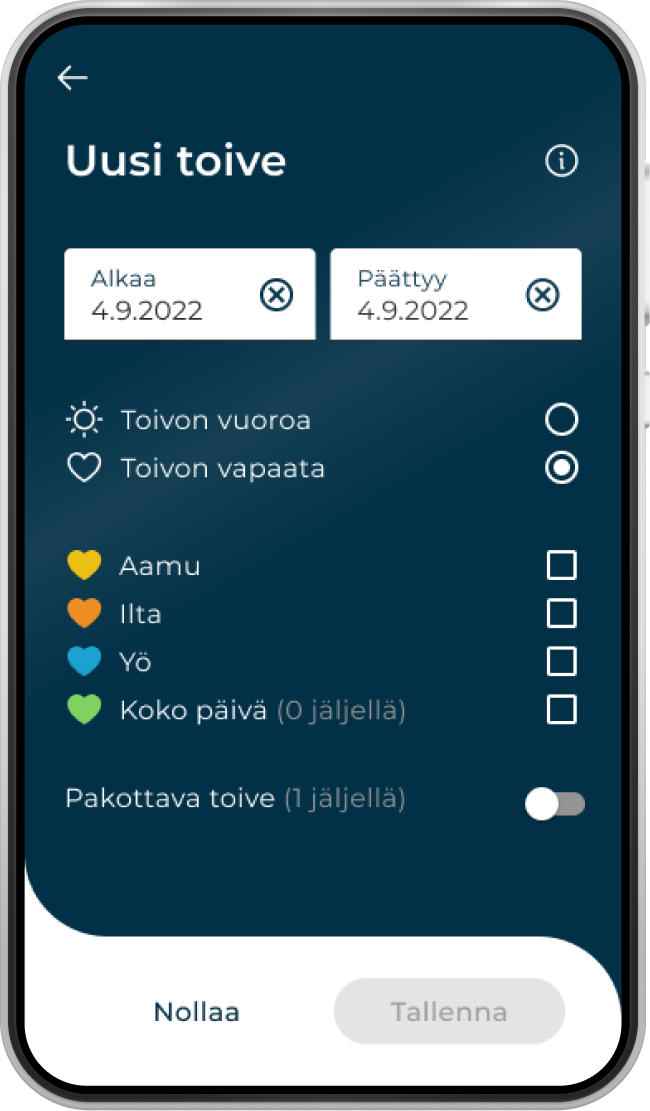 Uusi toive
Alkaa
4.9.2022
Päättyy
4.9.2022
Toivon vuoroa
Toivon vapaata
Aamu
Ilta
Yö
Koko päivä (0 jäljellä)
Pakottava toive (1 jäljellä)
Nollaa
Tallenna